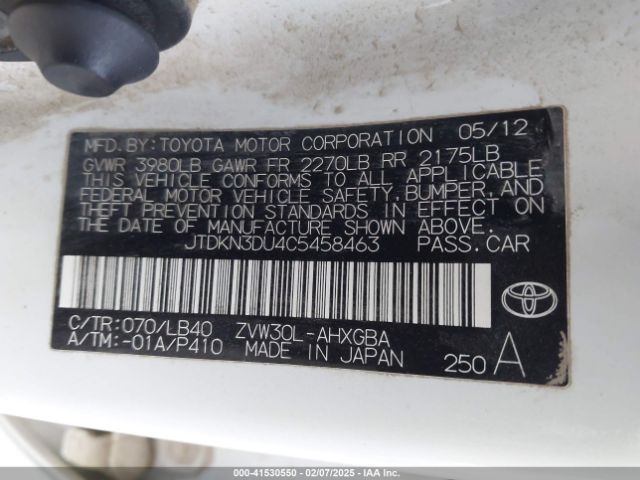 MFD.BY:TOYOTA MOTOR CORPORATION 05/12
GVWR 3980LB GAWR FR 2270LB RR 2175LB
THIS VEHICLE CONFORMS TO ALL APPLICABLE
FEDERAL MOTOR VEHICLE SAFETY,BUMPER,AND
THEFT PREVENTION STANDARDS IN EFFECT ON
THE DATE OF MANUFACTURE SHOWN ABOVE.
JTDKN3DU4C5458463 PASS.CAR
C/TR:070/LB40 ZVW30L-AHXGBA
A/TM:-01A/P410 MADE IN JAPAN
250 A
000-41530550 - 02/07/2025 - IAA Inc.